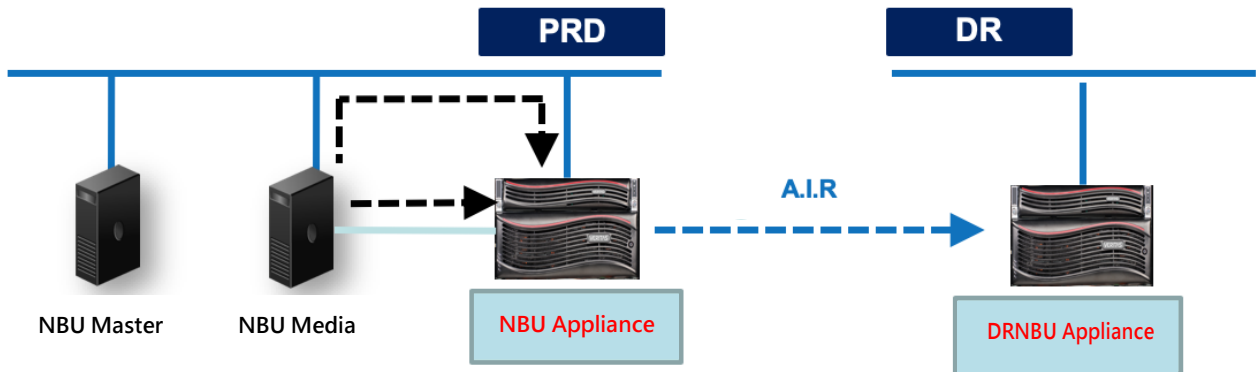 PRD
DR
A.I.R
NBU Master
NBU Media
NBU Appliance
DRNBU Appliance